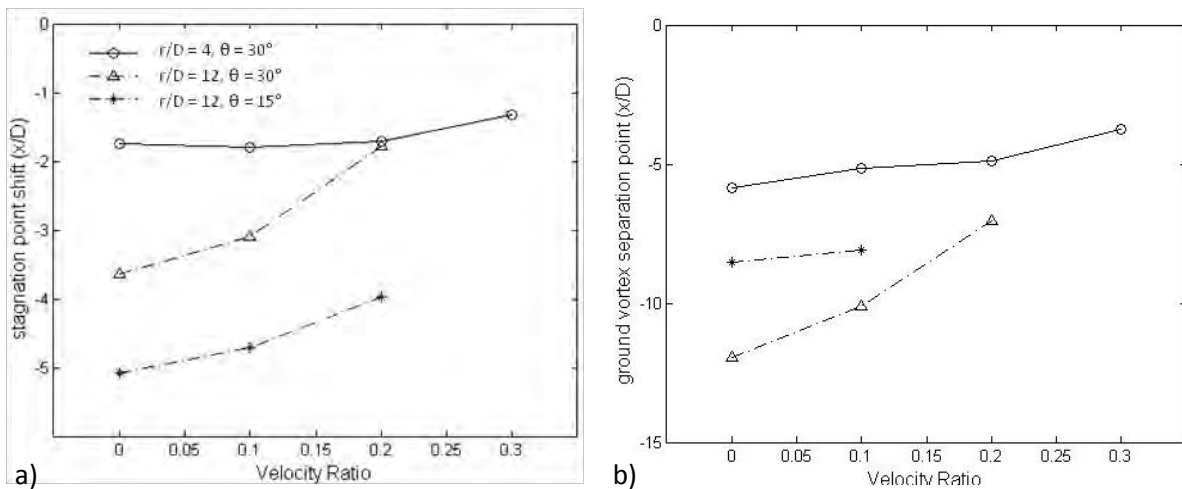 0
-1
-2
-3
-4
-5
stagnation point shift (x/D)
r/D = 4, θ = 30°
r/D = 12, θ = 30°
r/D = 12, θ = 15°
0 0.05 0.1 0.15 0.2 0.25 0.3
Velocity Ratio
a)
0
-5
-10
-15
ground vortex separation point (x/D)
0 0.05 0.1 0.15 0.2 0.25 0.3
Velocity Ratio
b)